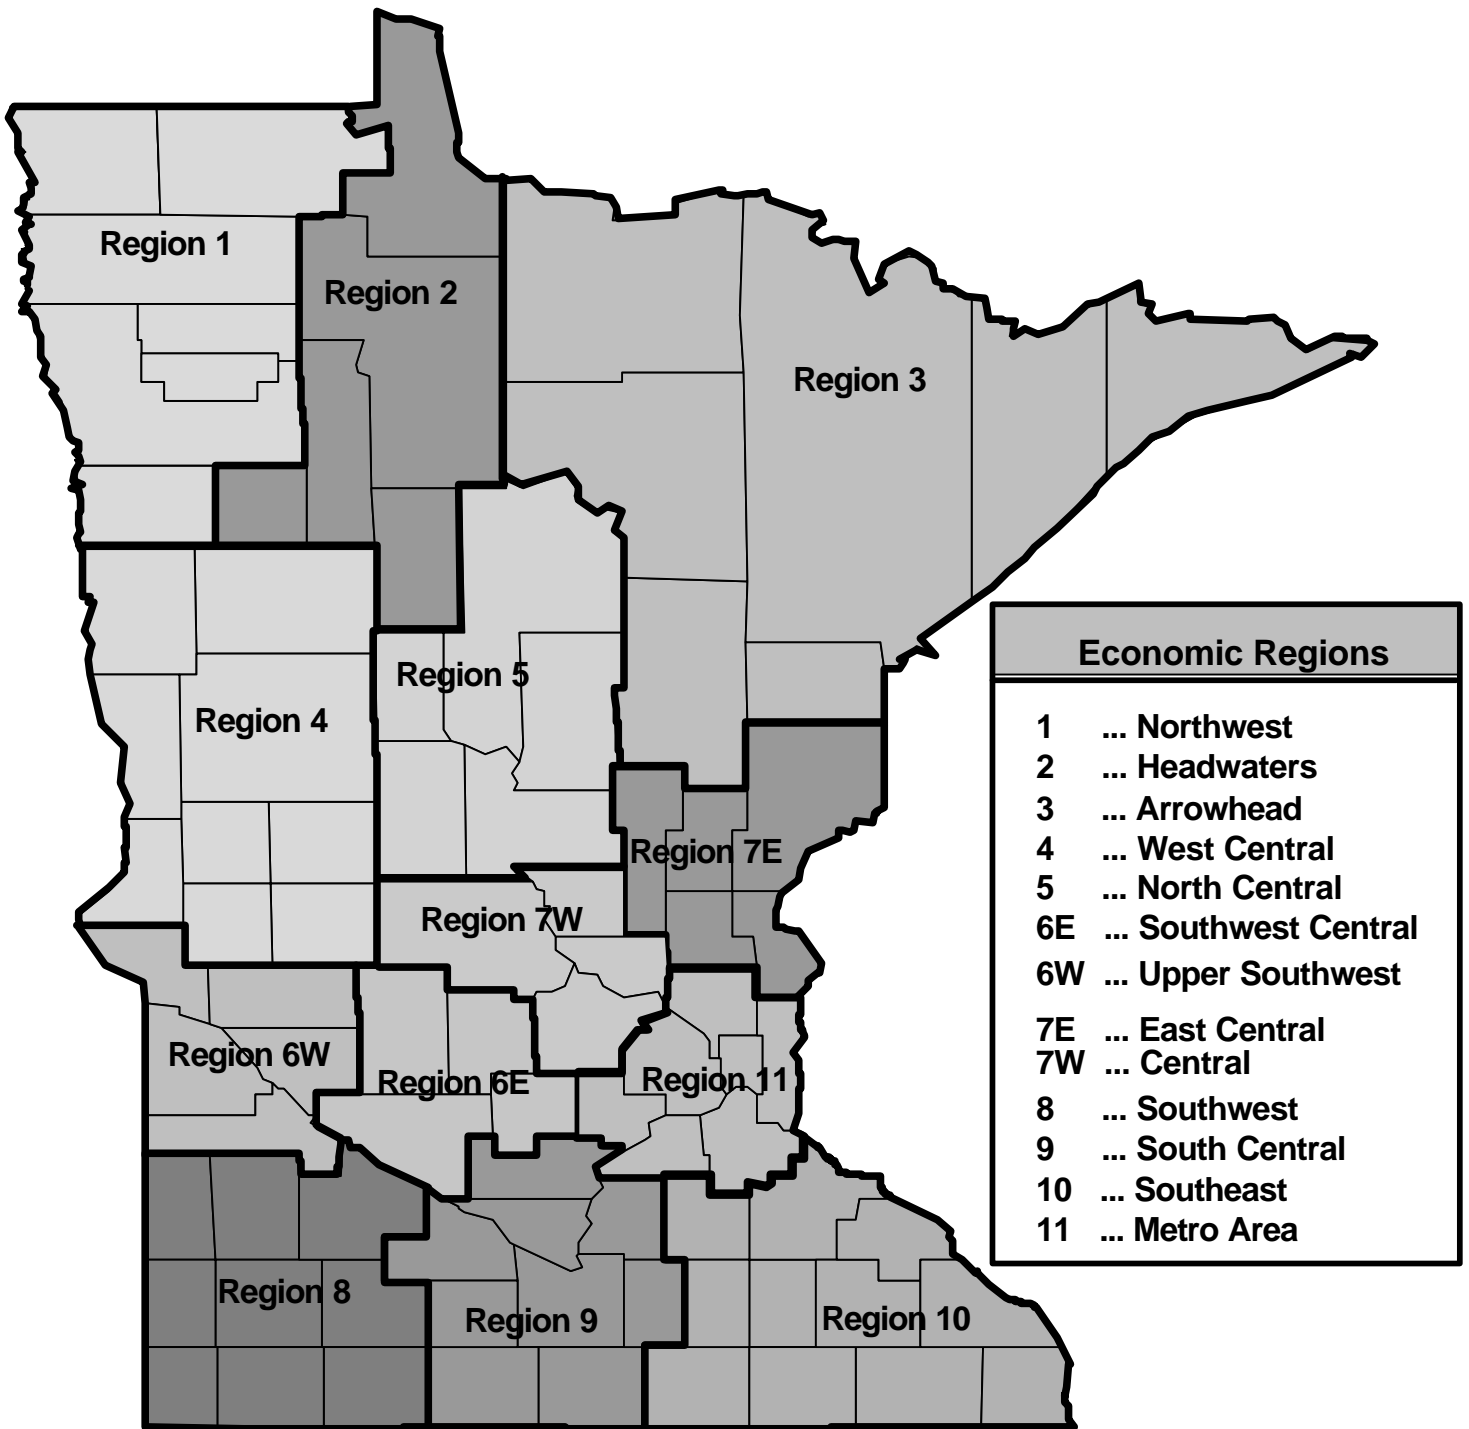 Region 1
Region 2
Region 3
Region 5
Region 4
Region 7E
Region 7W
Region 6W
Region 6E
Region 11
Region 8
Region 9
Region 10
Economic Regions
1 ... Northwest
2 ... Headwaters
3 ... Arrowhead
4 ... West Central
5 ... North Central
6E ... Southwest Central
6W ... Upper Southwest
7E ... East Central
7W ... Central
8 ... Southwest
9 ... South Central
10 ... Southeast
11 ... Metro Area